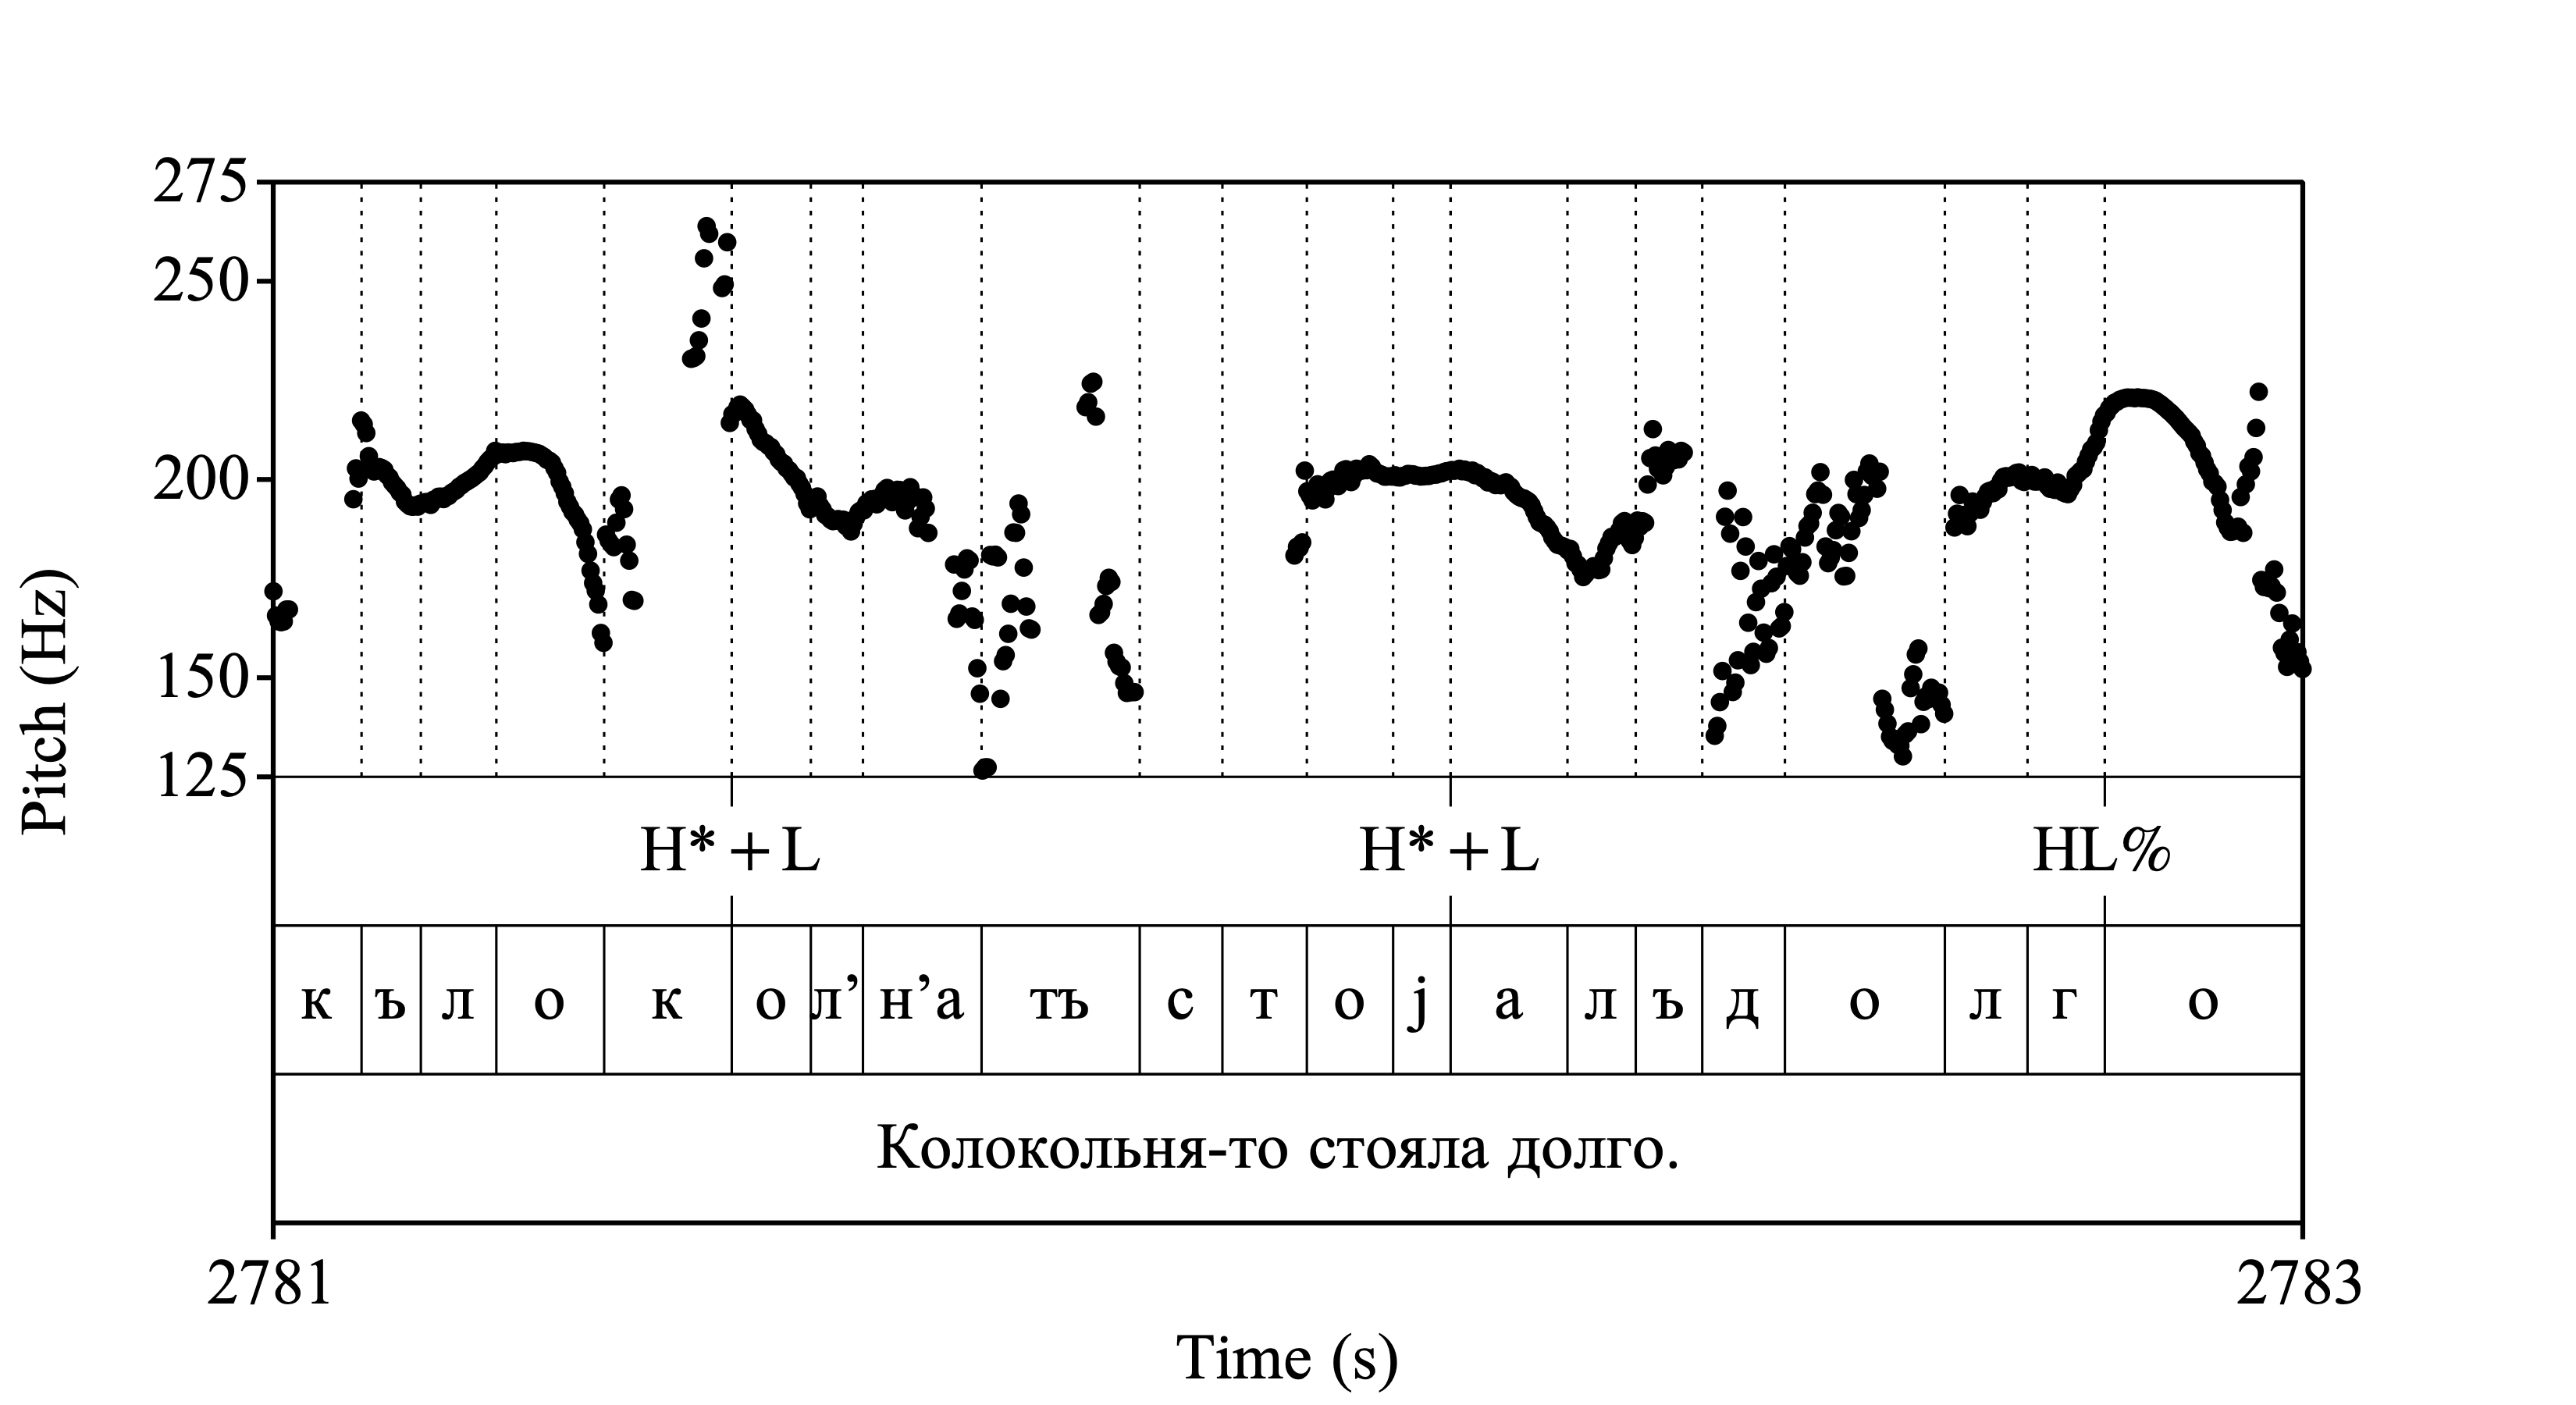 275
250
200
150
125
Pitch (Hz)
H* + L H* + L HL%
к ъ л о к о л’ н’а тъ с т о j а л ъ д о л г о
Колокольня-то стояла долго.
2781 2783
Time (s)